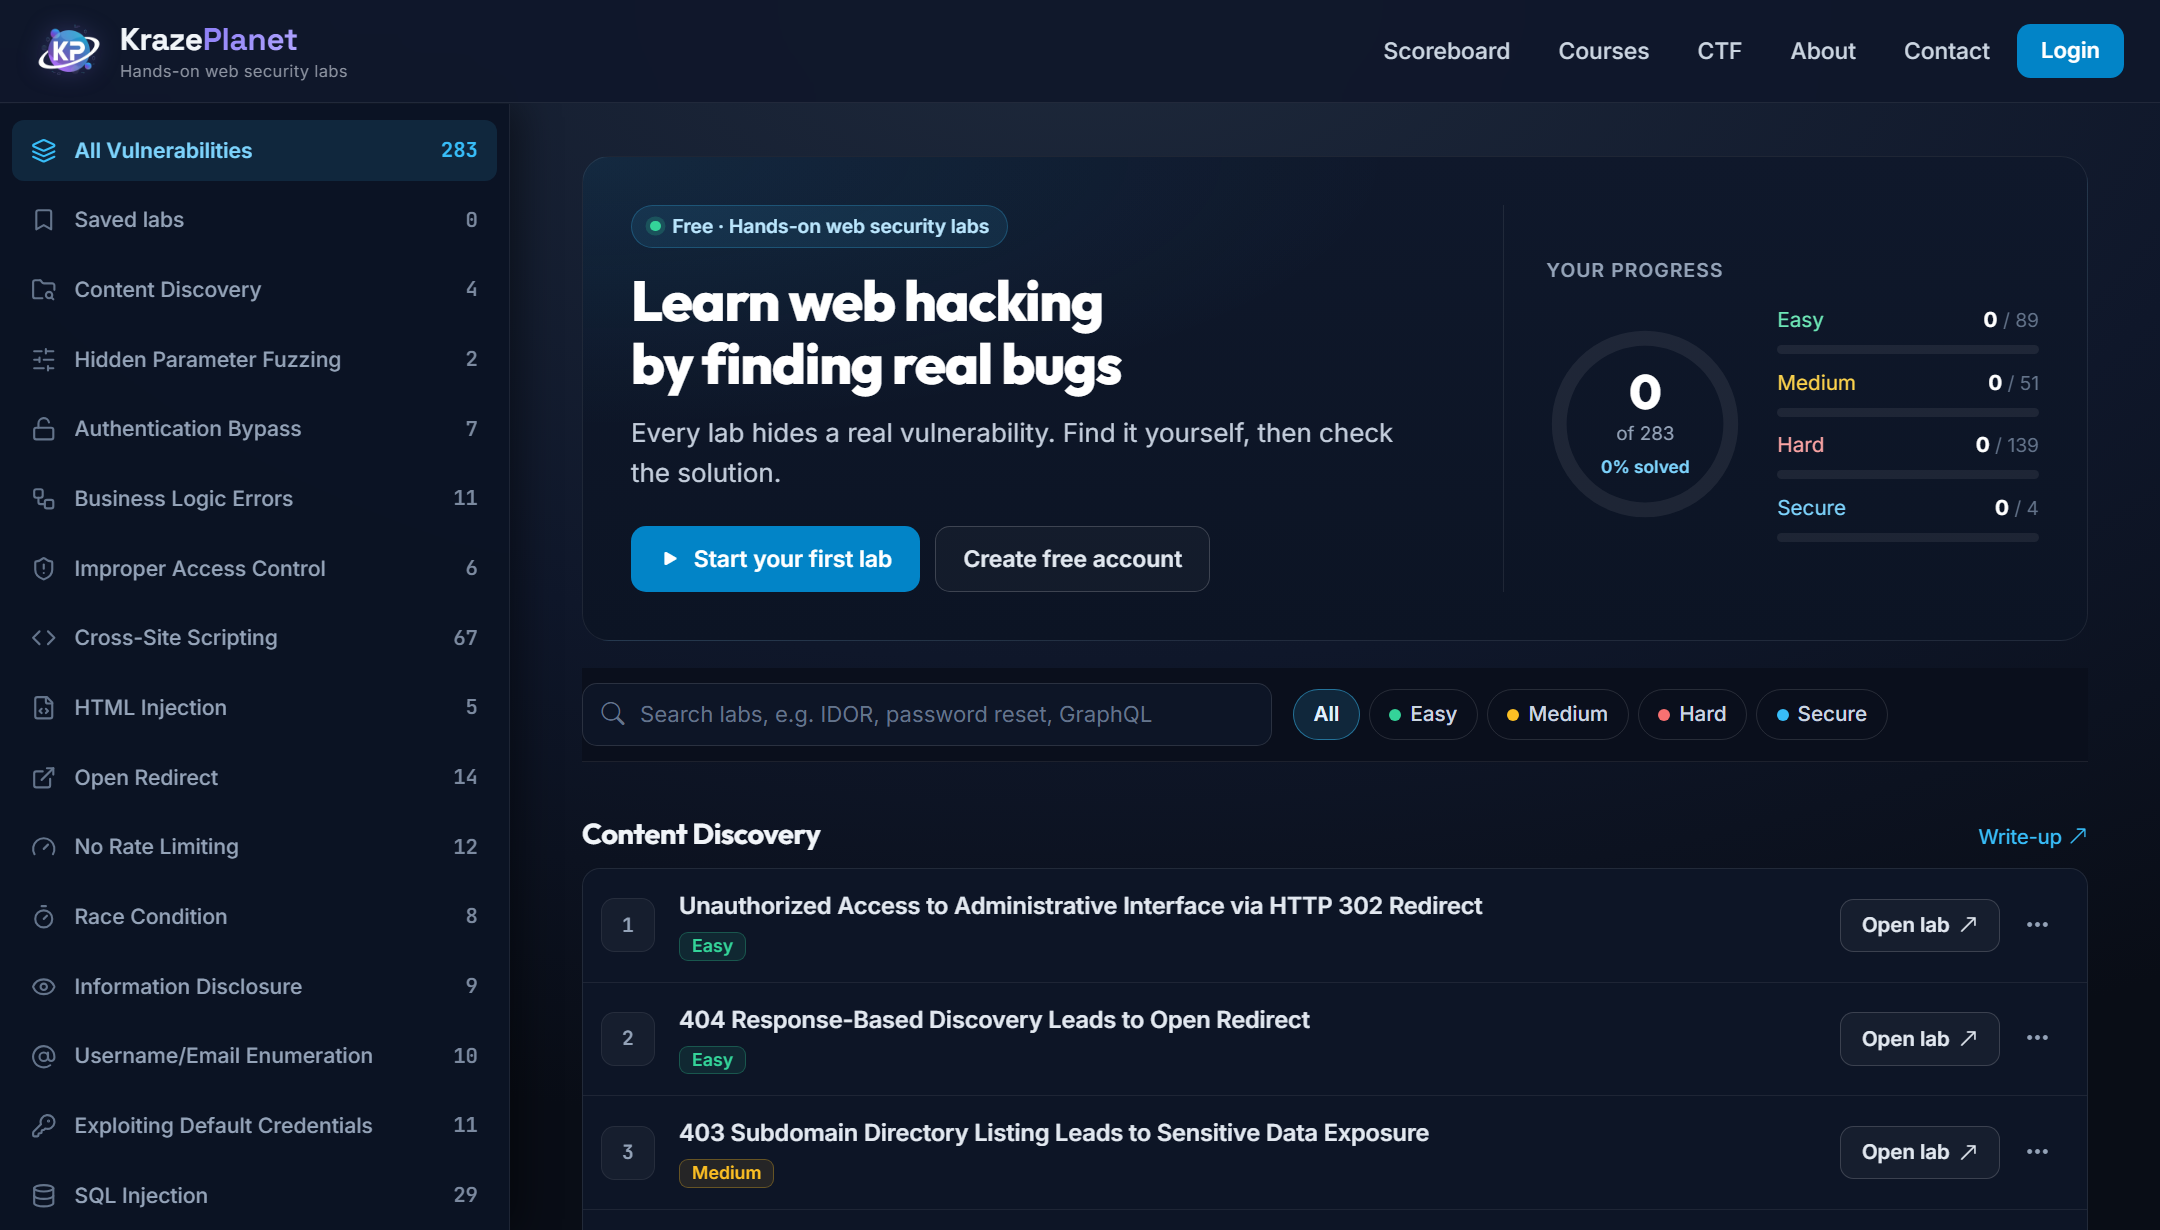 KP
KrazePlanet
Hands-on web security labs
Scoreboard
Courses
CTF
About
Contact
Login
All Vulnerabilities 283
Saved labs 0
Content Discovery 4
Hidden Parameter Fuzzing 2
Authentication Bypass 7
Business Logic Errors 11
Improper Access Control 6
Cross-Site Scripting 67
HTML Injection 5
Open Redirect 14
No Rate Limiting 12
Race Condition 8
Information Disclosure 9
Username/Email Enumeration 10
Exploiting Default Credentials 11
SQL Injection 29
Free · Hands-on web security labs
Learn web hacking
by finding real bugs
Every lab hides a real vulnerability. Find it yourself, then check
the solution.
Start your first lab
Create free account
YOUR PROGRESS
0
of 283
0% solved
Easy 0 / 89
Medium 0 / 51
Hard 0 / 139
Secure 0 / 4
Search labs, e.g. IDOR, password reset, GraphQL
All
Easy
Medium
Hard
Secure
Content Discovery
Write-up ↗
1
Unauthorized Access to Administrative Interface via HTTP 302 Redirect
Easy
Open lab ↗
2
404 Response-Based Discovery Leads to Open Redirect
Easy
Open lab ↗
3
403 Subdomain Directory Listing Leads to Sensitive Data Exposure
Medium
Open lab ↗